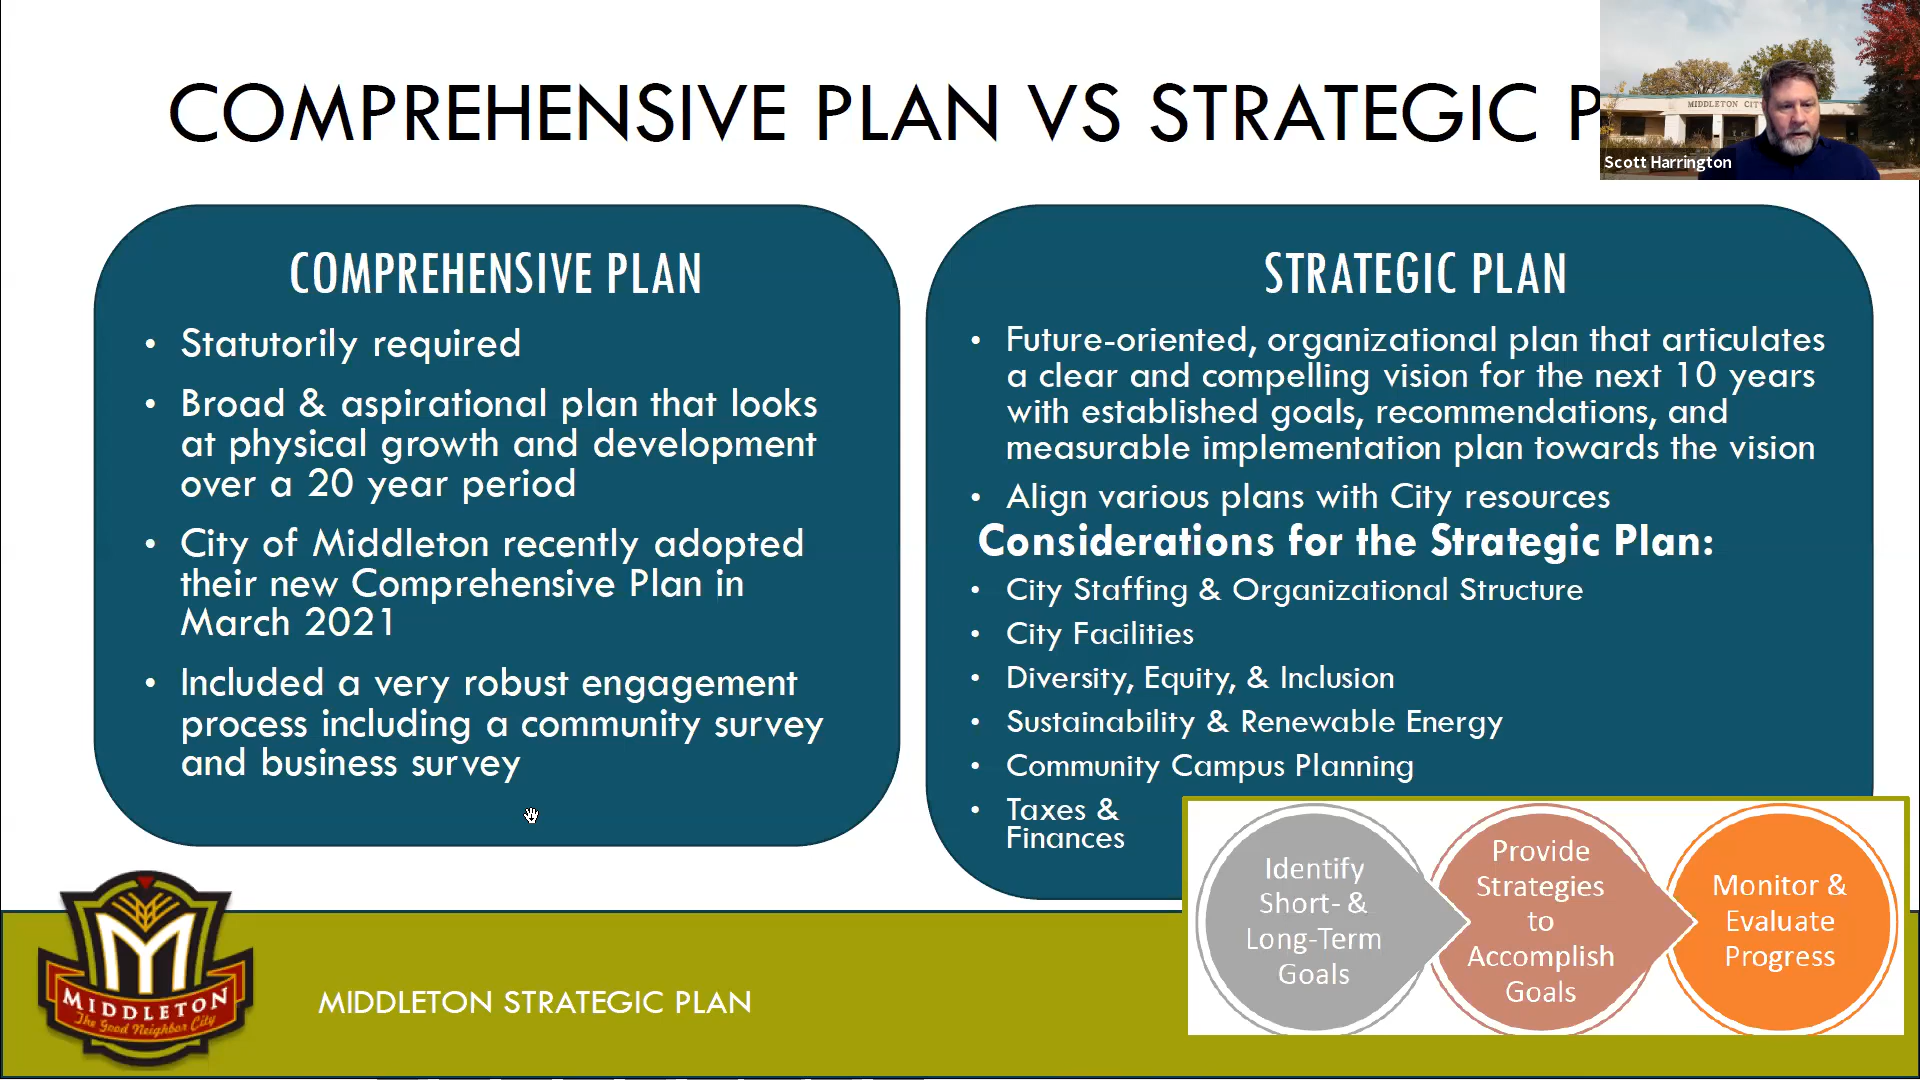 COMPREHENSIVE PLAN VS STRATEGIC P
MIDDLETON CITY
Scott Harrington
COMPREHENSIVE PLAN
• Statutorily required
• Broad & aspirational plan that looks
at physical growth and development
over a 20 year period
• City of Middleton recently adopted
their new Comprehensive Plan in
March 2021
• Included a very robust engagement
process including a community survey
and business survey
STRATEGIC PLAN
• Future-oriented, organizational plan that articulates
a clear and compelling vision for the next 10 years
with established goals, recommendations, and
measurable implementation plan towards the vision
• Align various plans with City resources
Considerations for the Strategic Plan:
• City Staffing & Organizational Structure
• City Facilities
• Diversity, Equity, & Inclusion
• Sustainability & Renewable Energy
• Community Campus Planning
• Taxes &
Finances
Identify
Short- &
Long-Term
Goals
Provide
Strategies
to
Accomplish
Goals
Monitor &
Evaluate
Progress
MIDDLETON
The Good Neighbor City
MIDDLETON STRATEGIC PLAN